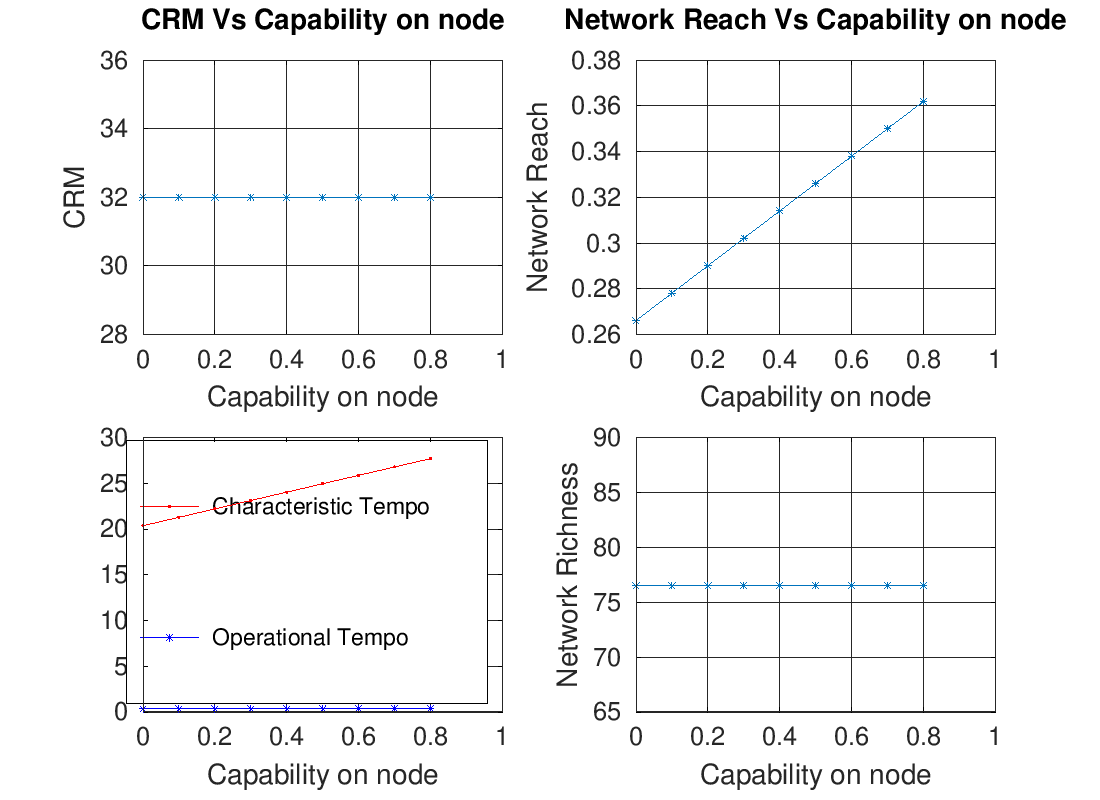 CRM Vs Capability on node
36
34
32
30
28
CRM
0 0.2 0.4 0.6 0.8 1
Capability on node
Network Reach Vs Capability on node
0.38
0.36
0.34
0.32
0.3
0.28
0.26
Network Reach
0 0.2 0.4 0.6 0.8 1
Capability on node
30
25
20
15
10
5
0
Characteristic Tempo
Operational Tempo
0 0.2 0.4 0.6 0.8 1
Capability on node
90
85
80
75
70
65
Network Richness
0 0.2 0.4 0.6 0.8 1
Capability on node